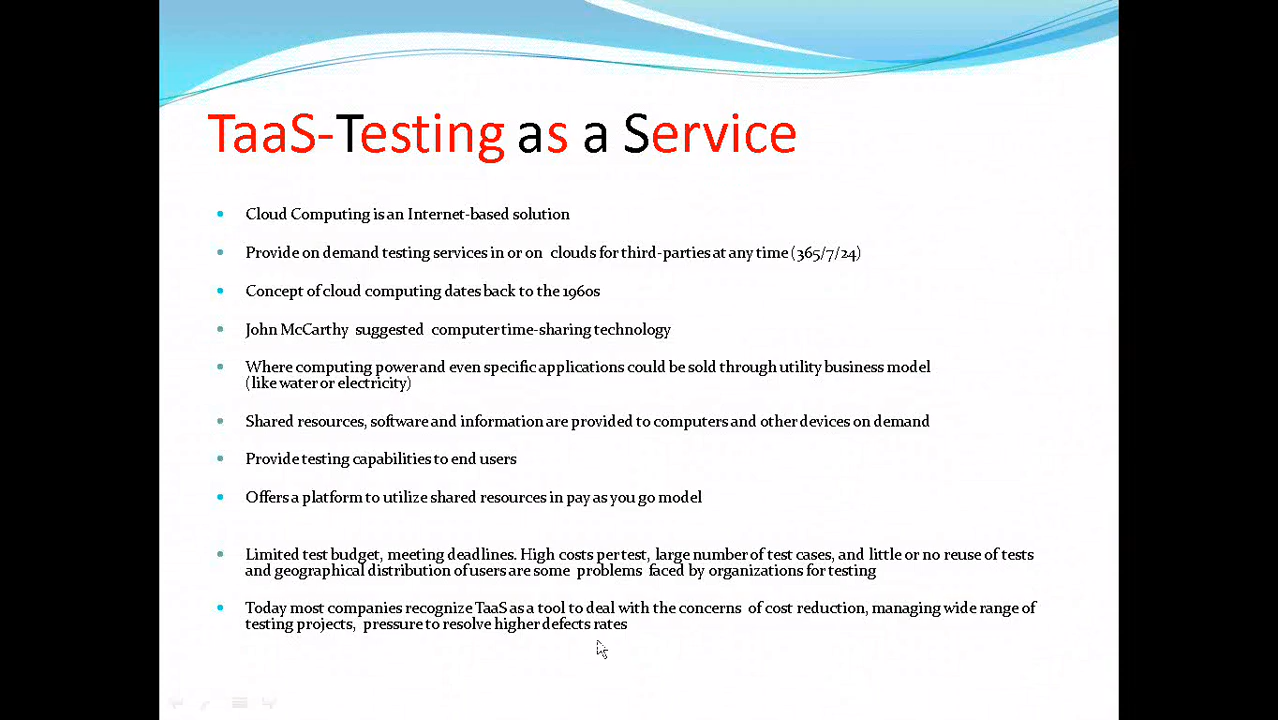 TaaS-Testing as a Service
Cloud Computing is an Internet-based solution
Provide on demand testing services in or on clouds for third-parties at any time (365/7/24)
Concept of cloud computing dates back to the 1960s
John McCarthy suggested computer time-sharing technology
Where computing power and even specific applications could be sold through utility business model
(like water or electricity)
Shared resources, software and information are provided to computers and other devices on demand
Provide testing capabilities to end users
Offers a platform to utilize shared resources in pay as you go model
Limited test budget, meeting deadlines. High costs per test, large number of test cases, and little or no reuse of tests
and geographical distribution of users are some problems faced by organizations for testing
Today most companies recognize TaaS as a tool to deal with the concerns of cost reduction, managing wide range of
testing projects, pressure to resolve higher defects rates